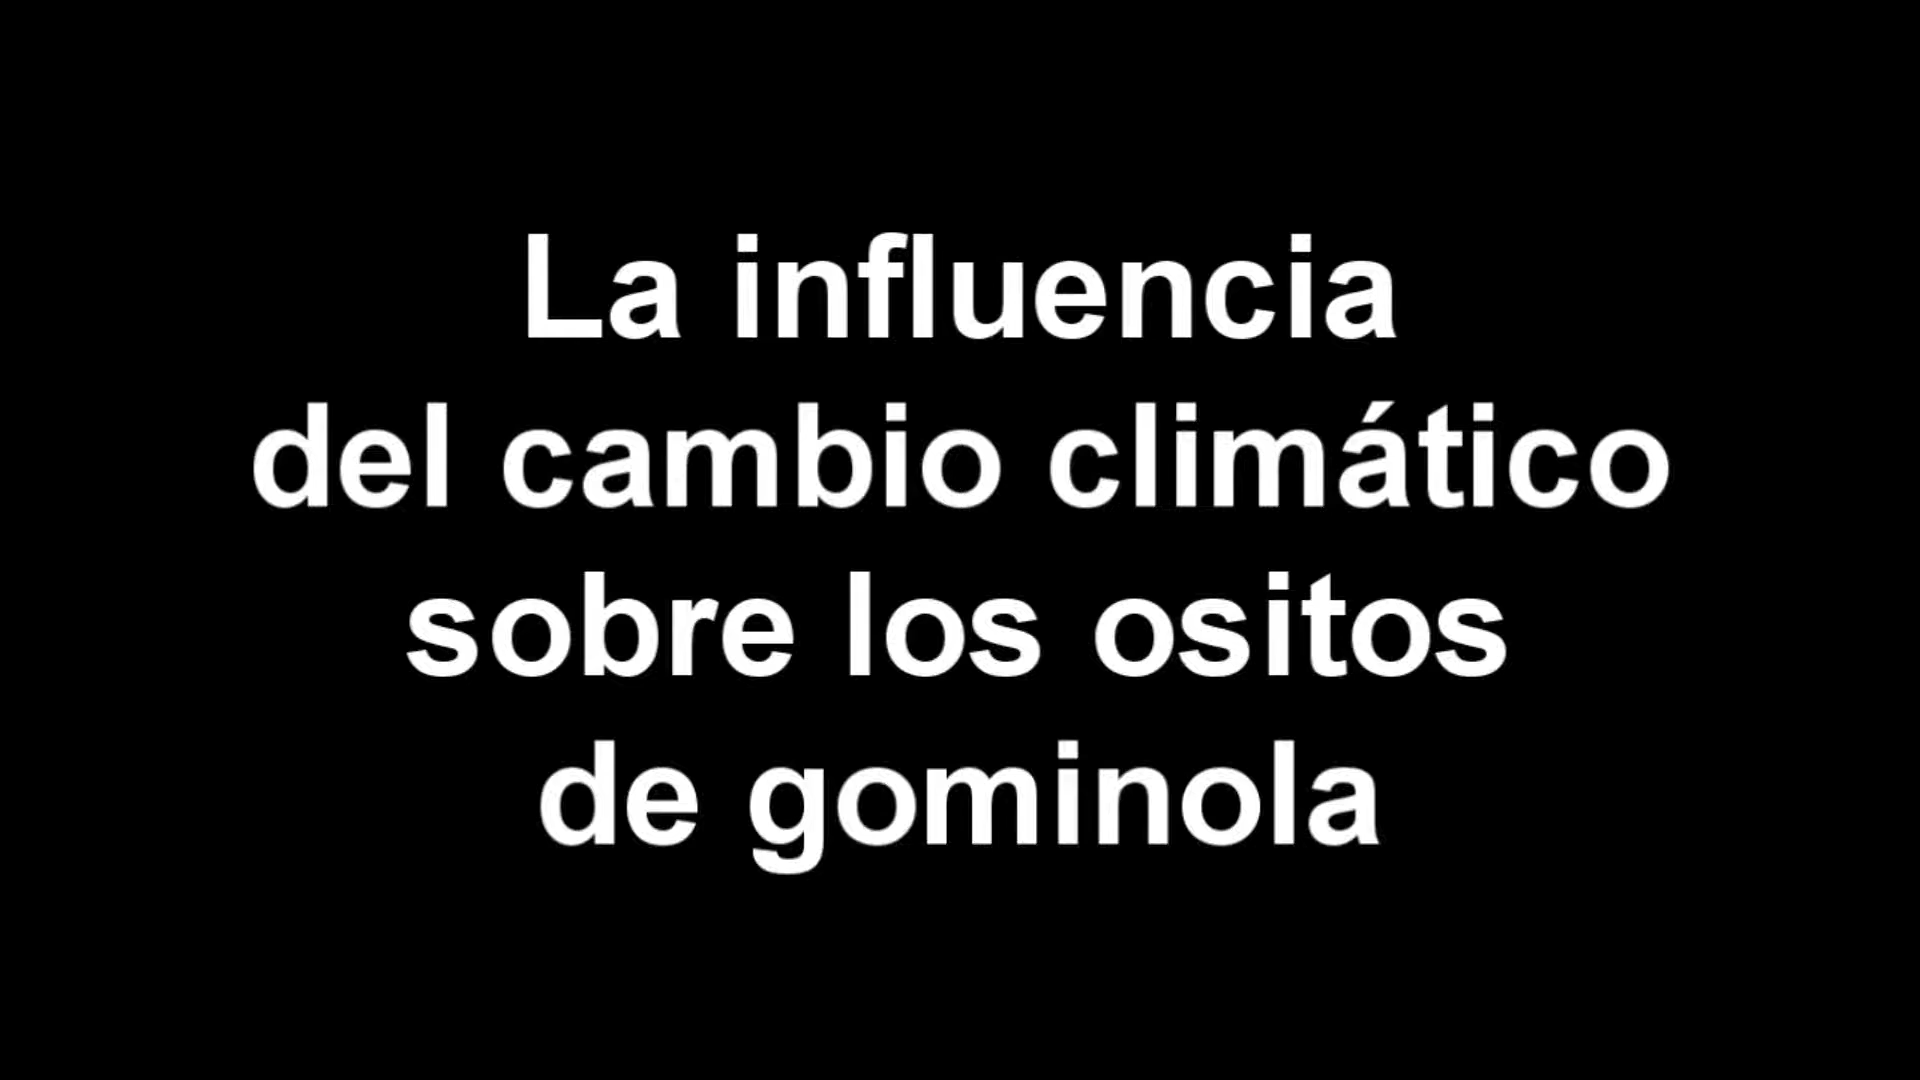 La influencia
del cambio climático
sobre los ositos
de gominola